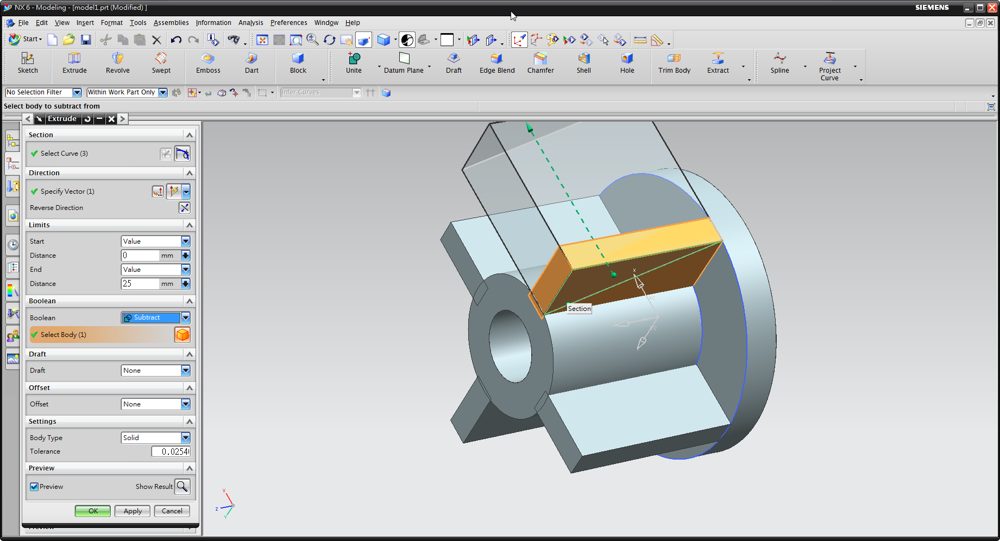 NX 6 - Modeling - [model1.prt (Modified) ]
SIEMENS
File Edit View Insert Format Tools Assemblies Information Analysis Preferences Window Help
Start
Sketch Extrude Revolve Swept Emboss Dart Block Unite Datum Plane Draft Edge Blend Chamfer Shell Hole Trim Body Extract Spline Project
Curve
No Selection Filter Within Work Part Only Infer Curves
Select body to subtract from
Extrude
Section
Select Curve (3)
Direction
Specify Vector (1)
Reverse Direction
Limits
Start Value
Distance 0 mm
End Value
Distance 25 mm
Boolean
Boolean Subtract
Select Body (1)
Draft
Draft None
Offset
Offset None
Settings
Body Type Solid
Tolerance 0.0254
Preview
Preview Show Result
OK Apply Cancel
Preview
X
XC
Section
YC
X
Z
Y